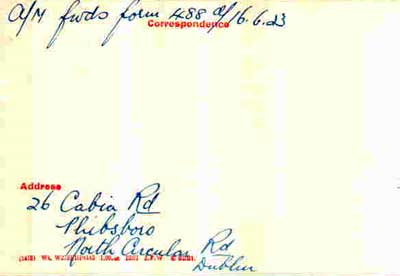 A/M fwds form 488 d/ 16.6.23
Correspondence
Address
26 Cabra Rd
Phibsboro
North Circular Rd
Dublin